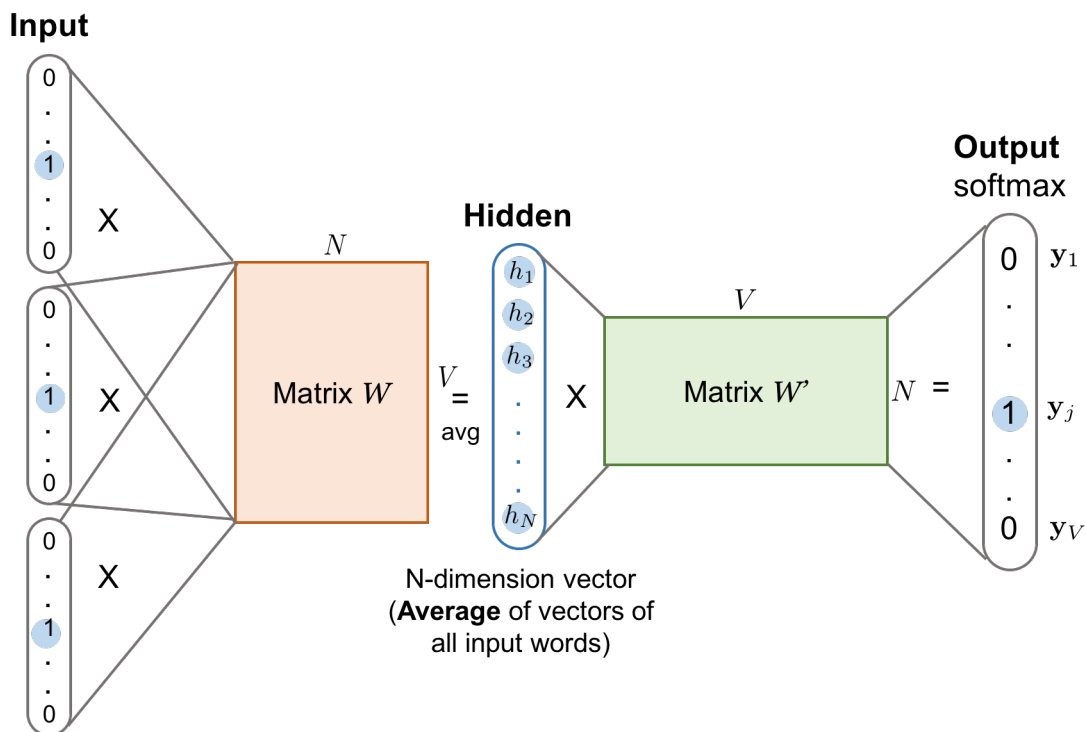 Input
0
.
.
1
.
.
0
X
0
.
.
1
.
.
0
X
0
.
.
1
.
.
0
X
N
Matrix W
V
=
avg
Hidden
h1
h2
h3
.
.
.
.
hN
N-dimension vector
(Average of vectors of
all input words)
X
V
Matrix W’
N =
Output
softmax
0 y1
.
.
1 yj
.
.
0 yV